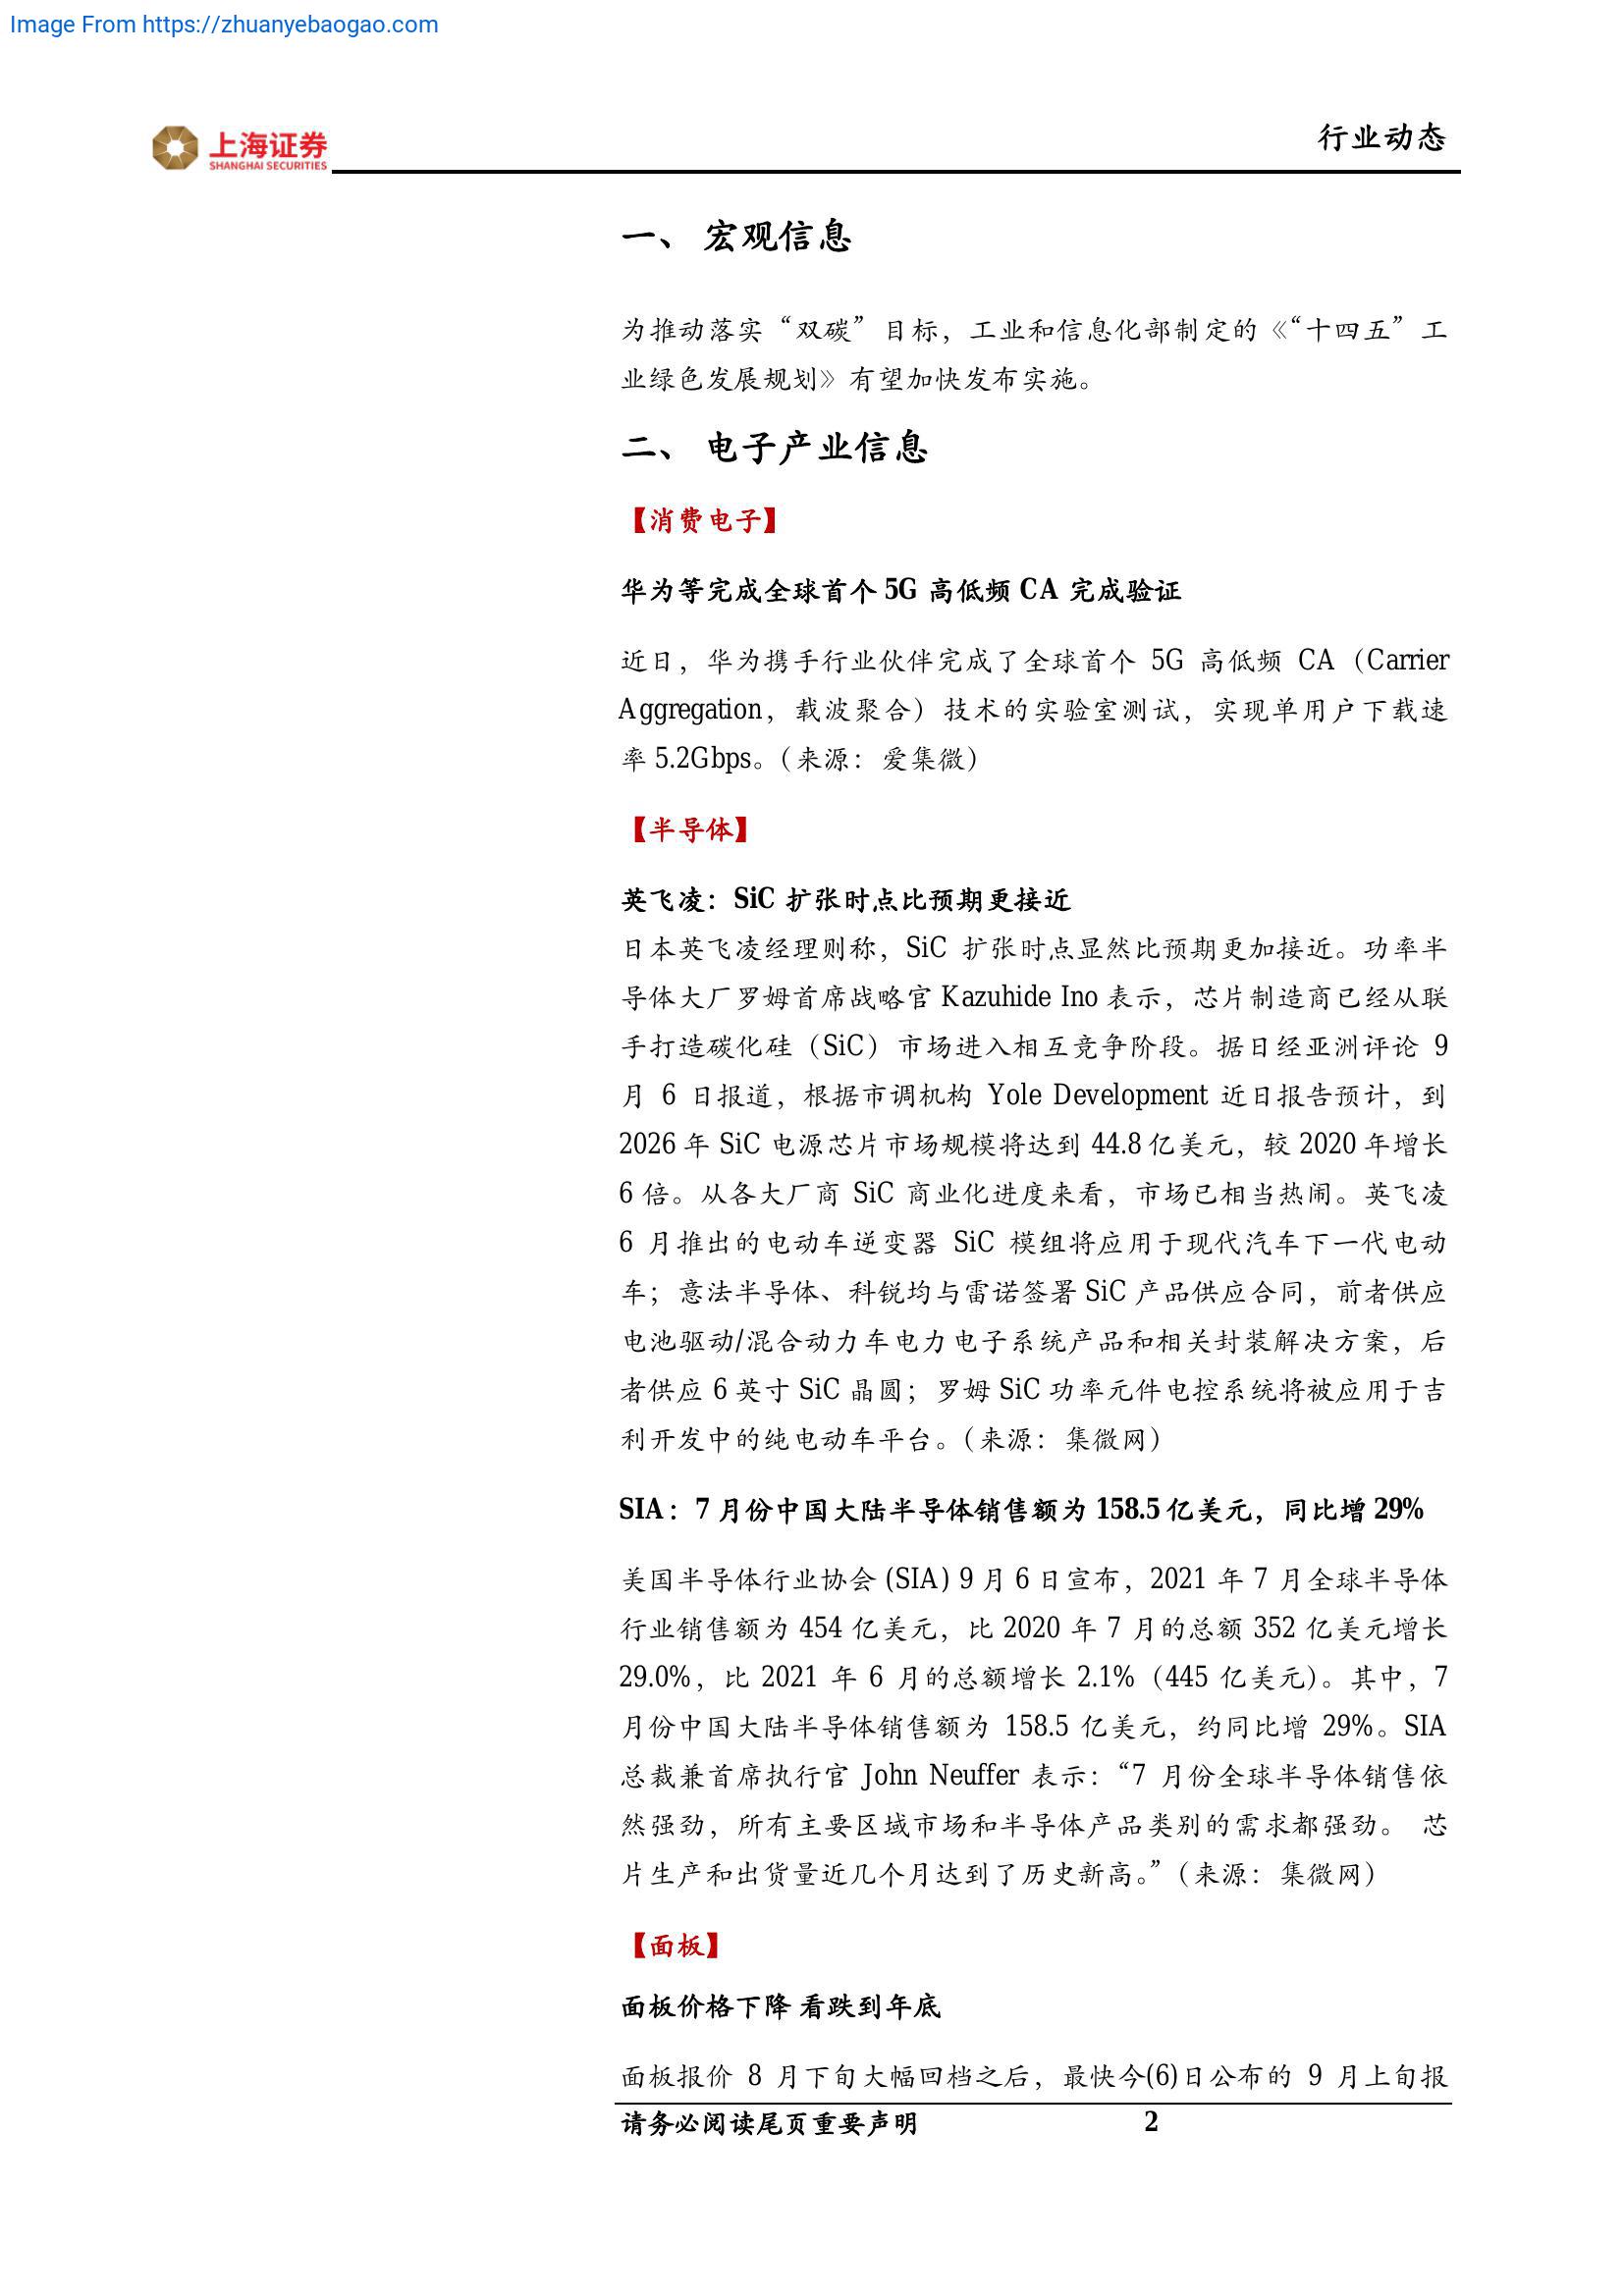 Image From https://zhuanyebaogao.com
上海证券
SHANGHAI SECURITIES
行业动态
一、 宏观信息
为推动落实“双碳”目标，工业和信息化部制定的《“十四五”工
业绿色发展规划》有望加快发布实施。
二、 电子产业信息
【消费电子】
华为等完成全球首个 5G 高低频 CA 完成验证
近日，华为携手行业伙伴完成了全球首个 5G 高低频 CA（Carrier
Aggregation，载波聚合）技术的实验室测试，实现单用户下载速
率 5.2Gbps。（来源：爱集微）
【半导体】
英飞凌：SiC 扩张时点比预期更接近
日本英飞凌经理则称，SiC 扩张时点显然比预期更加接近。功率半
导体大厂罗姆首席战略官 Kazuhide Ino 表示，芯片制造商已经从联
手打造碳化硅（SiC）市场进入相互竞争阶段。据日经亚洲评论 9
月 6 日报道，根据市调机构 Yole Development 近日报告预计，到
2026 年 SiC 电源芯片市场规模将达到 44.8 亿美元，较 2020 年增长
6 倍。从各大厂商 SiC 商业化进度来看，市场已相当热闹。英飞凌
6 月推出的电动车逆变器 SiC 模组将应用于现代汽车下一代电动
车；意法半导体、科锐均与雷诺签署 SiC 产品供应合同，前者供应
电池驱动/混合动力车电力电子系统产品和相关封装解决方案，后
者供应 6 英寸 SiC 晶圆；罗姆 SiC 功率元件电控系统将被应用于吉
利开发中的纯电动车平台。（来源：集微网）
SIA：7 月份中国大陆半导体销售额为 158.5 亿美元，同比增 29%
美国半导体行业协会 (SIA) 9 月 6 日宣布，2021 年 7 月全球半导体
行业销售额为 454 亿美元，比 2020 年 7 月的总额 352 亿美元增长
29.0%，比 2021 年 6 月的总额增长 2.1%（445 亿美元）。其中，7
月份中国大陆半导体销售额为 158.5 亿美元，约同比增 29%。SIA
总裁兼首席执行官 John Neuffer 表示：“7 月份全球半导体销售依
然强劲，所有主要区域市场和半导体产品类别的需求都强劲。 芯
片生产和出货量近几个月达到了历史新高。”（来源：集微网）
【面板】
面板价格下降 看跌到年底
面板报价 8 月下旬大幅回档之后，最快今(6)日公布的 9 月上旬报
请务必阅读尾页重要声明 2